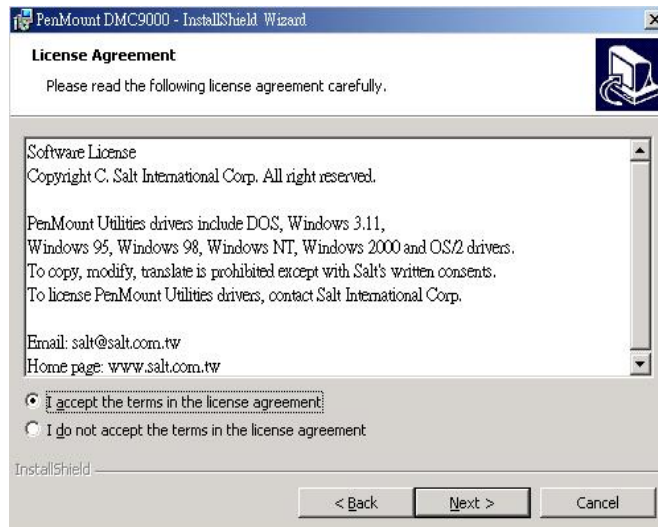 PenMount DMC9000 - InstallShield Wizard
License Agreement
Please read the following license agreement carefully.
Software License
Copyright C. Salt International Corp. All right reserved.
PenMount Utilities drivers include DOS, Windows 3.11,
Windows 95, Windows 98, Windows NT, Windows 2000 and OS/2 drivers.
To copy, modify, translate is prohibited except with Salt's written consents.
To license PenMount Utilities drivers, contact Salt International Corp.
Email: salt@salt.com.tw
Home page: www.salt.com.tw
I accept the terms in the license agreement
I do not accept the terms in the license agreement
InstallShield
< Back Next > Cancel